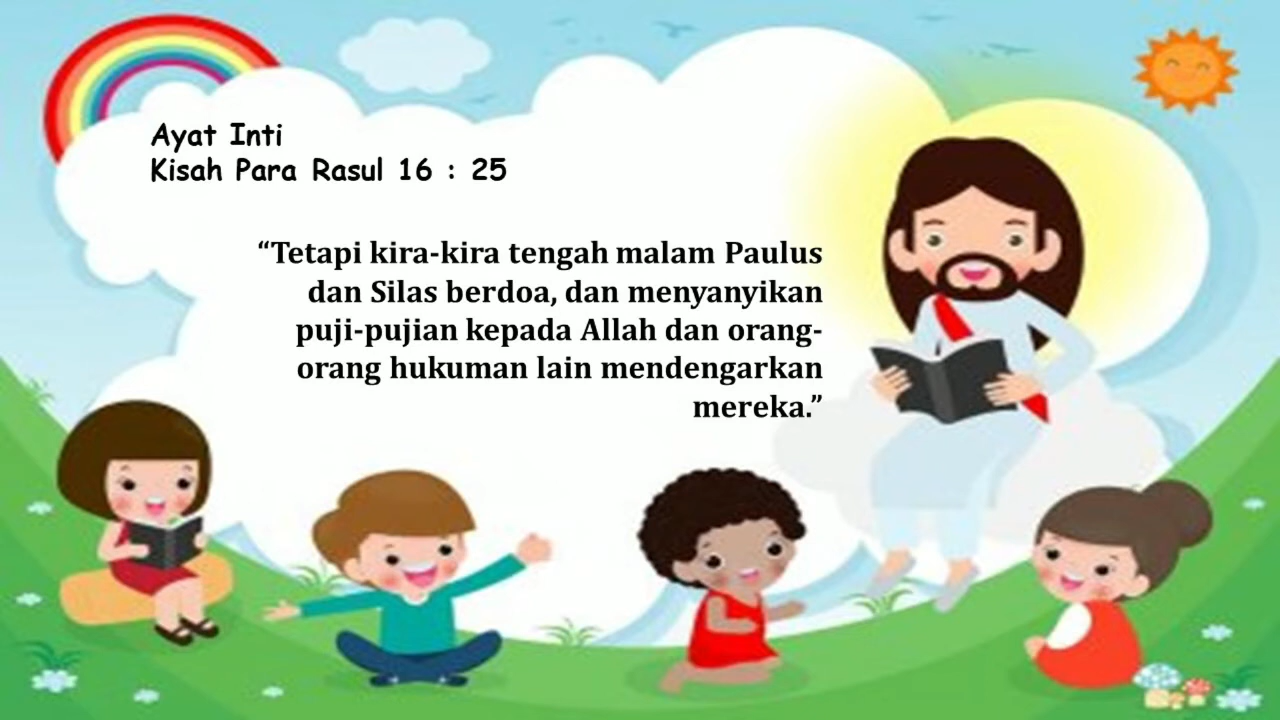 Ayat Inti
Kisah Para Rasul 16 : 25
“Tetapi kira-kira tengah malam Paulus
dan Silas berdoa, dan menyanyikan
puji-pujian kepada Allah dan orang-
orang hukuman lain mendengarkan
mereka.”